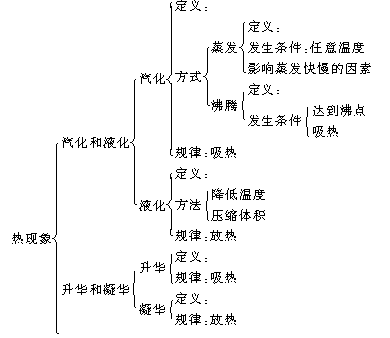 定义:
蒸发
定义:
发生条件:任意温度
影响蒸发快慢的因素
汽化
方式
沸腾
定义:
发生条件
达到沸点
吸热
汽化和液化
规律:吸热
定义:
液化
方法
降低温度
压缩体积
规律:放热
热现象
升华和凝华
升华
定义:
规律:吸热
凝华
定义:
规律:放热